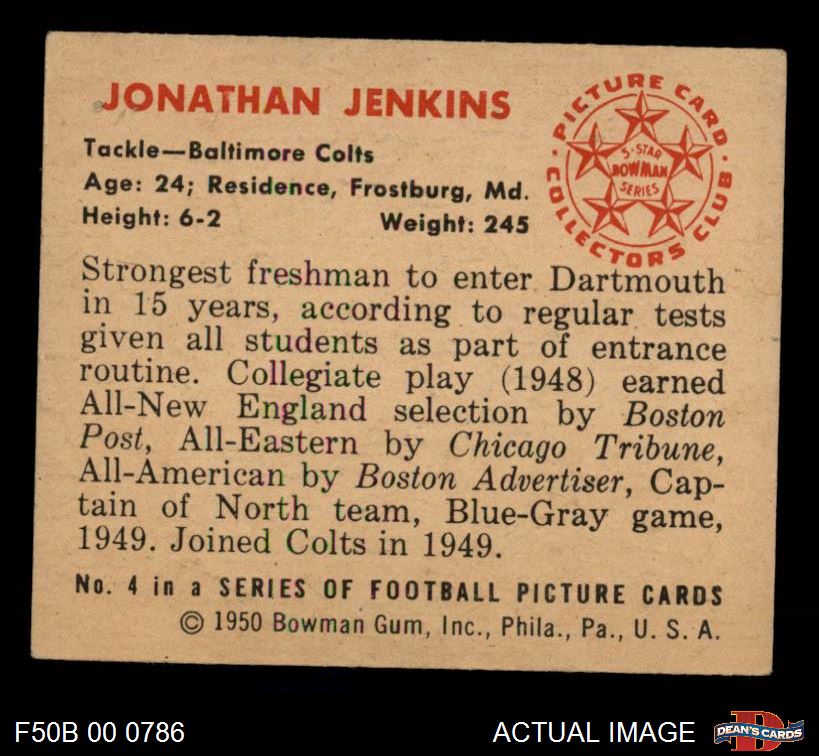 JONATHAN JENKINS
Tackle—Baltimore Colts
Age: 24; Residence, Frostburg, Md.
Height: 6-2 Weight: 245
PICTURE CARD
5-STAR
BOWMAN
SERIES
COLLECTORS CLUB
Strongest freshman to enter Dartmouth
in 15 years, according to regular tests
given all students as part of entrance
routine. Collegiate play (1948) earned
All-New England selection by Boston
Post, All-Eastern by Chicago Tribune,
All-American by Boston Advertiser, Cap-
tain of North team, Blue-Gray game,
1949. Joined Colts in 1949.
No. 4 in a SERIES OF FOOTBALL PICTURE CARDS
© 1950 Bowman Gum, Inc., Phila., Pa., U. S. A.
F50B 00 0786 ACTUAL IMAGE
D
DEAN'S CARDS